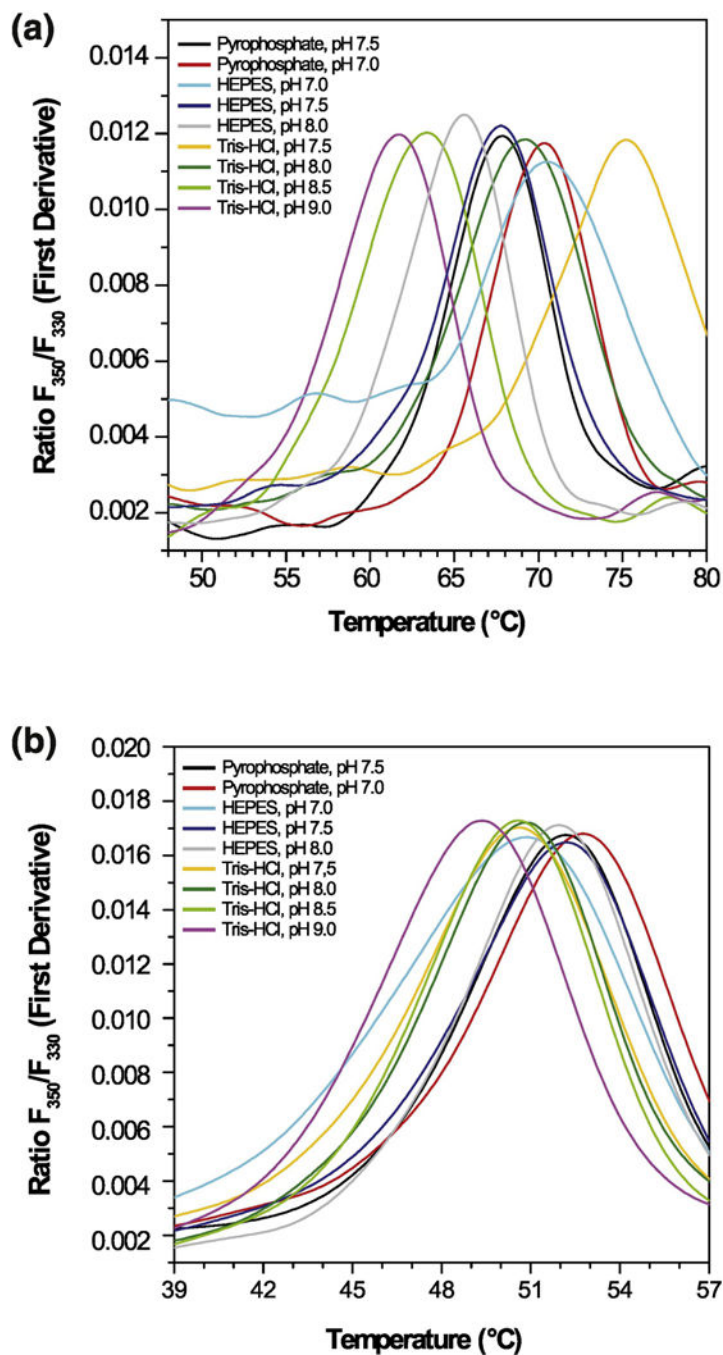 (a)
0.014
0.012
0.010
0.008
0.006
0.004
0.002
Ratio F350/F330 (First Derivative)
Pyrophosphate, pH 7.5
Pyrophosphate, pH 7.0
HEPES, pH 7.0
HEPES, pH 7.5
HEPES, pH 8.0
Tris-HCl, pH 7.5
Tris-HCl, pH 8.0
Tris-HCl, pH 8.5
Tris-HCl, pH 9.0
50 55 60 65 70 75 80
Temperature (°C)
(b)
0.020
0.018
0.016
0.014
0.012
0.010
0.008
0.006
0.004
0.002
Ratio F350/F330 (First Derivative)
Pyrophosphate, pH 7.5
Pyrophosphate, pH 7.0
HEPES, pH 7.0
HEPES, pH 7.5
HEPES, pH 8.0
Tris-HCl, pH 7,5
Tris-HCl, pH 8.0
Tris-HCl, pH 8.5
Tris-HCl, pH 9.0
39 42 45 48 51 54 57
Temperature (°C)